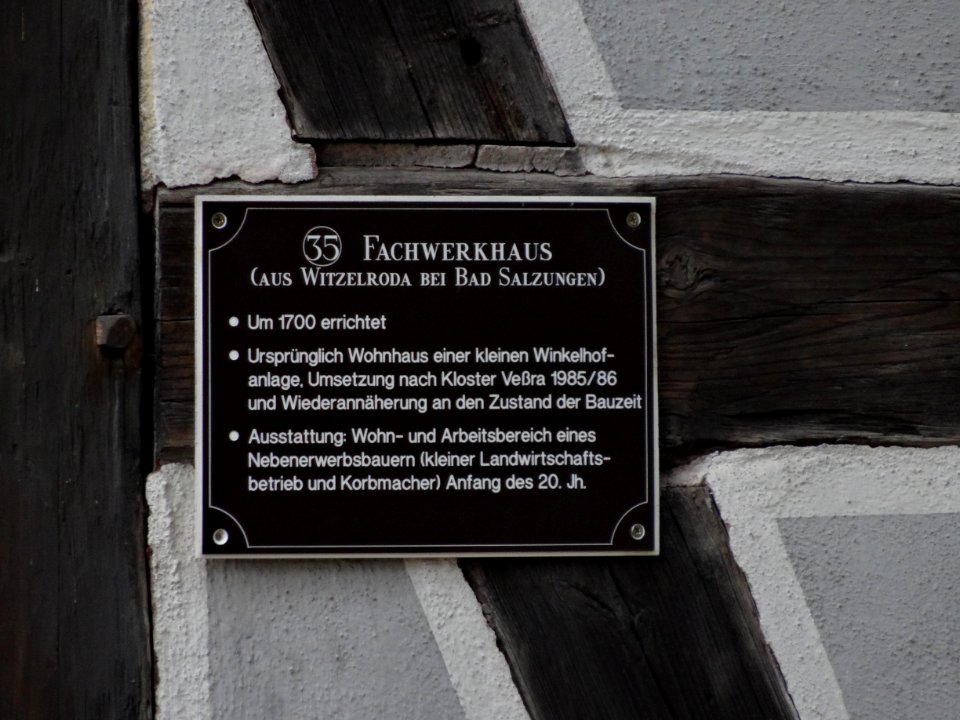 35 FACHWERKHAUS
(AUS WITZELRODA BEI BAD SALZUNGEN)
• Um 1700 errichtet
• Ursprünglich Wohnhaus einer kleinen Winkelhof-
anlage, Umsetzung nach Kloster Veßra 1985/86
und Wiederannäherung an den Zustand der Bauzeit
• Ausstattung: Wohn- und Arbeitsbereich eines
Nebenerwerbsbauern (kleiner Landwirtschafts-
betrieb und Korbmacher) Anfang des 20. Jh.